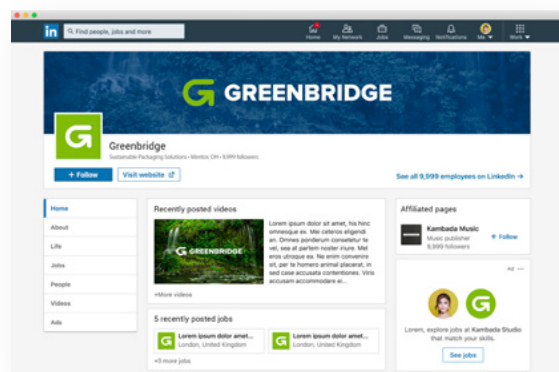 in
Find people, jobs and more
Home
My Network
Jobs
Messaging
Notifications
Me
Work
GREENBRIDGE
Greenbridge
Sustainable Packaging Solutions • Mentor, OH • 9,999 followers
+ Follow
Visit website
See all 9,999 employees on LinkedIn →
Home
About
Life
Jobs
People
Videos
Ads
Recently posted videos
GREENBRIDGE
Lorem ipsum dolor sit amet, his hinc
omnesque ex. Mei ceteros eligendi
an. Omnes ponderum consetetur te
vel, sea at partem noster iriure. Mel
eros utroque ea. Ne enim convenire
sit, per te homero animal placerat, in
sed case accusata contentiones. Viris
accusam accommodare ei...
+More videos
5 recently posted jobs
Lorem ipsum dolor amet...
London, United Kingdom
Lorem ipsum dolor amet...
London, United Kingdom
+3 more jobs
Affiliated pages
Kambada Music
Music publisher
9,999 followers
+ Follow
Ad
Lorem, explore jobs at Kambada Studio
that match your skills.
See jobs